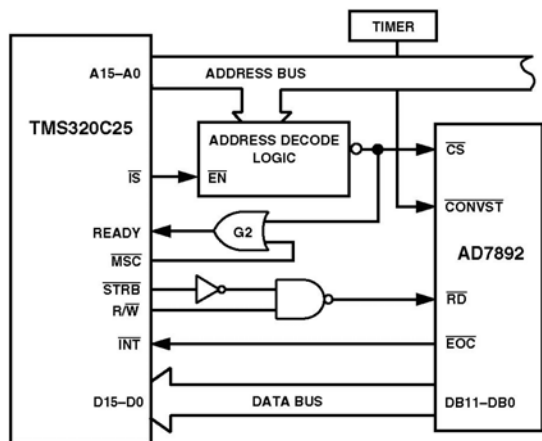 TIMER
A15–A0
ADDRESS BUS
TMS320C25
ADDRESS DECODE
LOGIC
IS
EN
CS
READY
G2
CONVST
MSC
AD7892
STRB
R/W
RD
INT
EOC
D15–D0
DATA BUS
DB11–DB0